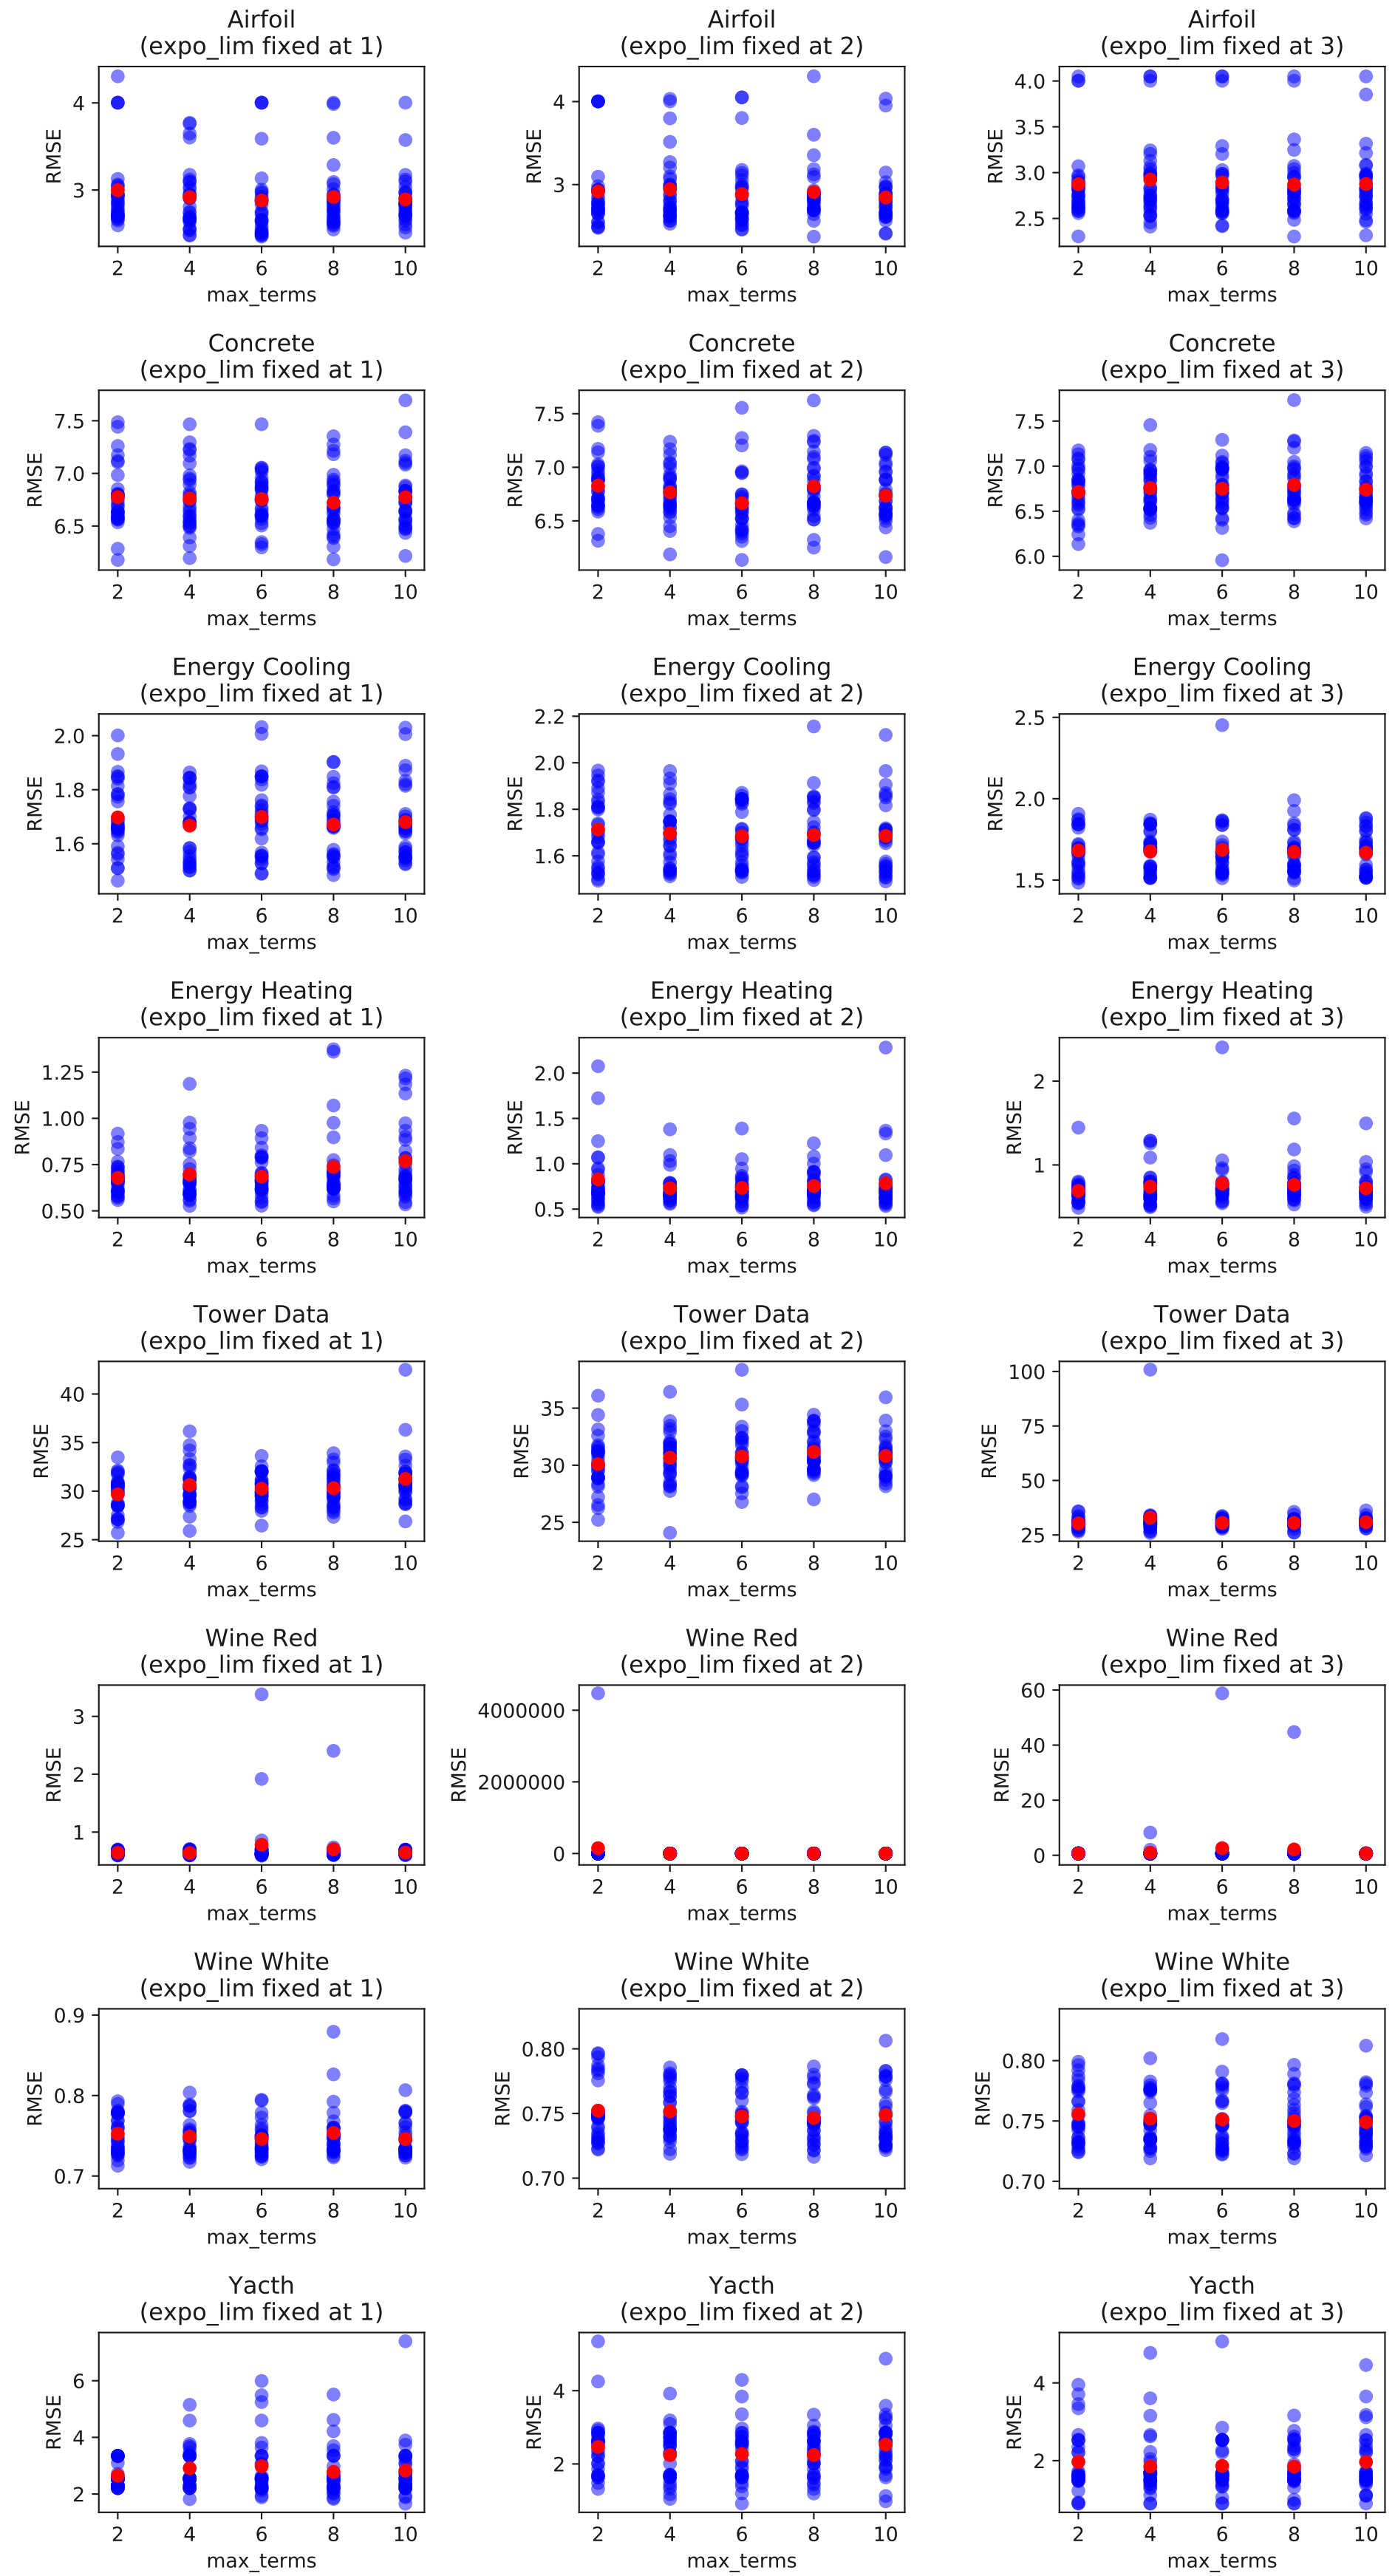 Airfoil
(expo_lim fixed at 1)
4
3
RMSE
2 4 6 8 10
max_terms
Airfoil
(expo_lim fixed at 2)
4
3
RMSE
2 4 6 8 10
max_terms
Airfoil
(expo_lim fixed at 3)
4.0
3.5
3.0
2.5
RMSE
2 4 6 8 10
max_terms
Concrete
(expo_lim fixed at 1)
7.5
7.0
6.5
RMSE
2 4 6 8 10
max_terms
Concrete
(expo_lim fixed at 2)
7.5
7.0
6.5
RMSE
2 4 6 8 10
max_terms
Concrete
(expo_lim fixed at 3)
7.5
7.0
6.5
6.0
RMSE
2 4 6 8 10
max_terms
Energy Cooling
(expo_lim fixed at 1)
2.0
1.8
1.6
RMSE
2 4 6 8 10
max_terms
Energy Cooling
(expo_lim fixed at 2)
2.2
2.0
1.8
1.6
RMSE
2 4 6 8 10
max_terms
Energy Cooling
(expo_lim fixed at 3)
2.5
2.0
1.5
RMSE
2 4 6 8 10
max_terms
Energy Heating
(expo_lim fixed at 1)
1.25
1.00
0.75
0.50
RMSE
2 4 6 8 10
max_terms
Energy Heating
(expo_lim fixed at 2)
2.0
1.5
1.0
0.5
RMSE
2 4 6 8 10
max_terms
Energy Heating
(expo_lim fixed at 3)
2
1
RMSE
2 4 6 8 10
max_terms
Tower Data
(expo_lim fixed at 1)
40
35
30
25
RMSE
2 4 6 8 10
max_terms
Tower Data
(expo_lim fixed at 2)
35
30
25
RMSE
2 4 6 8 10
max_terms
Tower Data
(expo_lim fixed at 3)
100
75
50
25
RMSE
2 4 6 8 10
max_terms
Wine Red
(expo_lim fixed at 1)
3
2
1
RMSE
2 4 6 8 10
max_terms
Wine Red
(expo_lim fixed at 2)
4000000
2000000
0
RMSE
2 4 6 8 10
max_terms
Wine Red
(expo_lim fixed at 3)
60
40
20
0
RMSE
2 4 6 8 10
max_terms
Wine White
(expo_lim fixed at 1)
0.9
0.8
0.7
RMSE
2 4 6 8 10
max_terms
Wine White
(expo_lim fixed at 2)
0.80
0.75
0.70
RMSE
2 4 6 8 10
max_terms
Wine White
(expo_lim fixed at 3)
0.80
0.75
0.70
RMSE
2 4 6 8 10
max_terms
Yacth
(expo_lim fixed at 1)
6
4
2
RMSE
2 4 6 8 10
max_terms
Yacth
(expo_lim fixed at 2)
4
2
RMSE
2 4 6 8 10
max_terms
Yacth
(expo_lim fixed at 3)
4
2
RMSE
2 4 6 8 10
max_terms